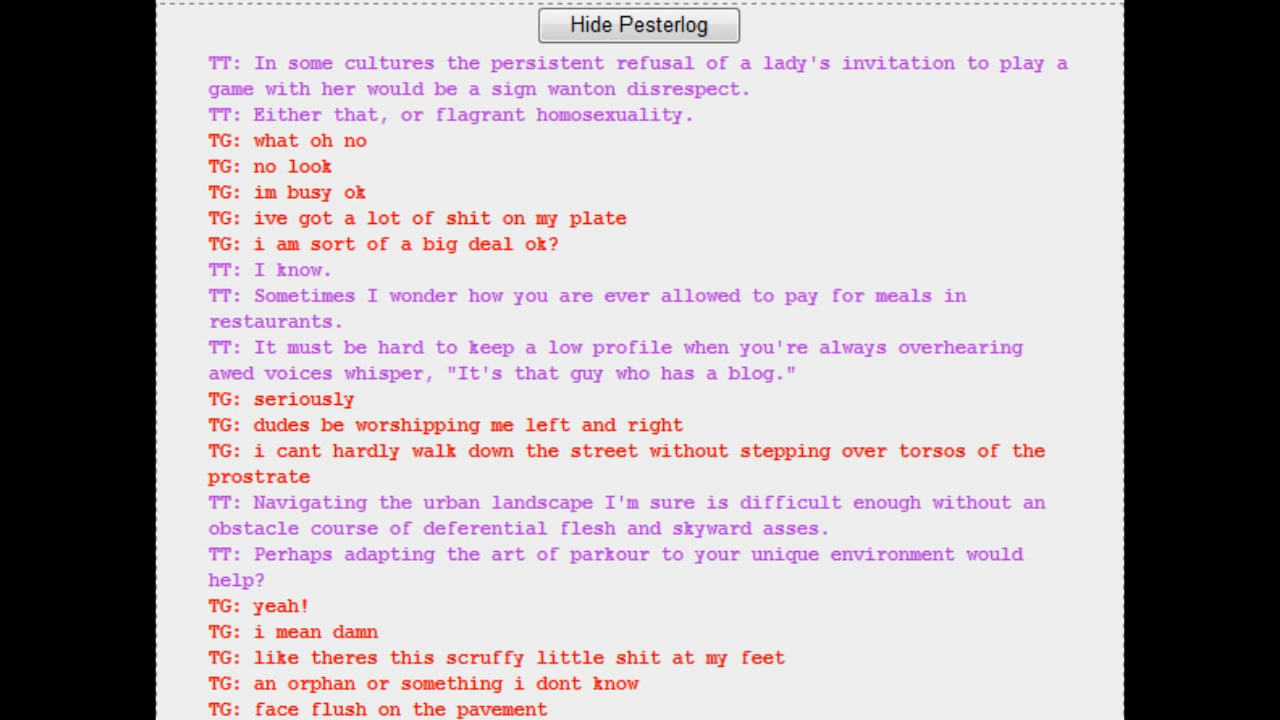 Hide Pesterlog
TT: In some cultures the persistent refusal of a lady's invitation to play a
game with her would be a sign wanton disrespect.
TT: Either that, or flagrant homosexuality.
TG: what oh no
TG: no look
TG: im busy ok
TG: ive got a lot of shit on my plate
TG: i am sort of a big deal ok?
TT: I know.
TT: Sometimes I wonder how you are ever allowed to pay for meals in
restaurants.
TT: It must be hard to keep a low profile when you're always overhearing
awed voices whisper, "It's that guy who has a blog."
TG: seriously
TG: dudes be worshipping me left and right
TG: i cant hardly walk down the street without stepping over torsos of the
prostrate
TT: Navigating the urban landscape I'm sure is difficult enough without an
obstacle course of deferential flesh and skyward asses.
TT: Perhaps adapting the art of parkour to your unique environment would
help?
TG: yeah!
TG: i mean damn
TG: like theres this scruffy little shit at my feet
TG: an orphan or something i dont know
TG: face flush on the pavement